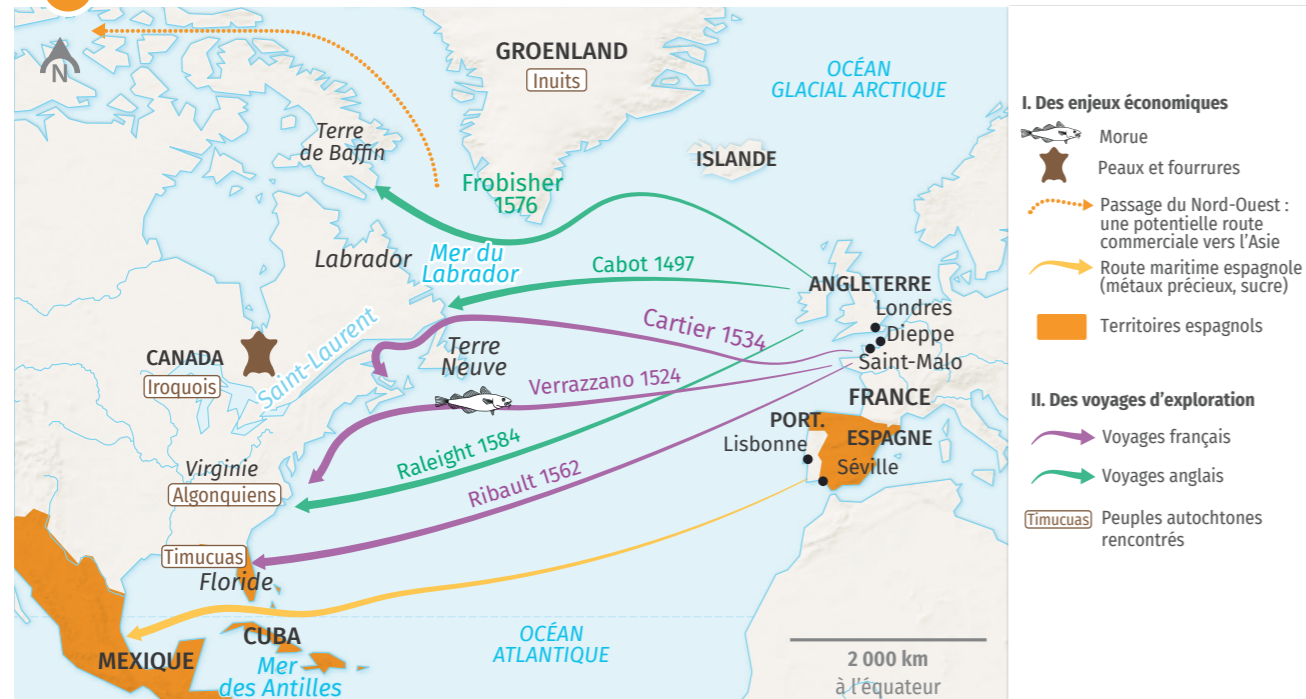 GROENLAND
Inuits
OCÉAN
GLACIAL ARCTIQUE
N
Terre
de Baffin
ISLANDE
Frobisher
1576
Labrador
Mer du
Labrador
Cabot 1497
ANGLETERRE
Londres
Dieppe
Saint-Malo
Cartier 1534
Terre
Neuve
Saint-Laurent
CANADA
Iroquois
Verrazzano 1524
FRANCE
PORT.
Lisbonne
ESPAGNE
Séville
Raleight 1584
Ribault 1562
Virginie
Algonquiens
Timucuas
Floride
CUBA
MEXIQUE
Mer
des Antilles
OCÉAN
ATLANTIQUE
2 000 km
à l'équateur
I. Des enjeux économiques
Morue
Peaux et fourrures
Passage du Nord-Ouest :
une potentielle route
commerciale vers l'Asie
Route maritime espagnole
(métaux précieux, sucre)
Territoires espagnols
II. Des voyages d'exploration
Voyages français
Voyages anglais
Timucuas
Peuples autochtones
rencontrés